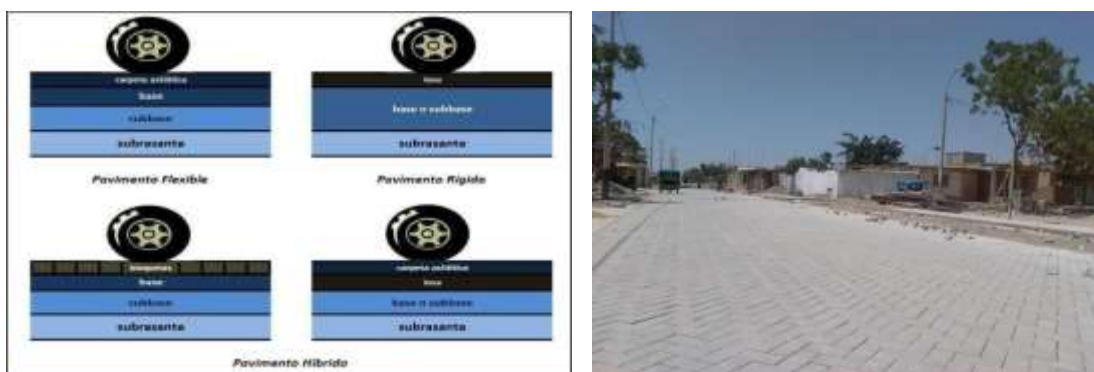 carpeta asfáltica
base
subbase
subrasante
Pavimento Flexible
losa
base o subbase
subrasante
Pavimento Rígido
bloquetas
base
subbase
subrasante
carpeta asfáltica
losa
base o subbase
subrasante
Pavimento Híbrido